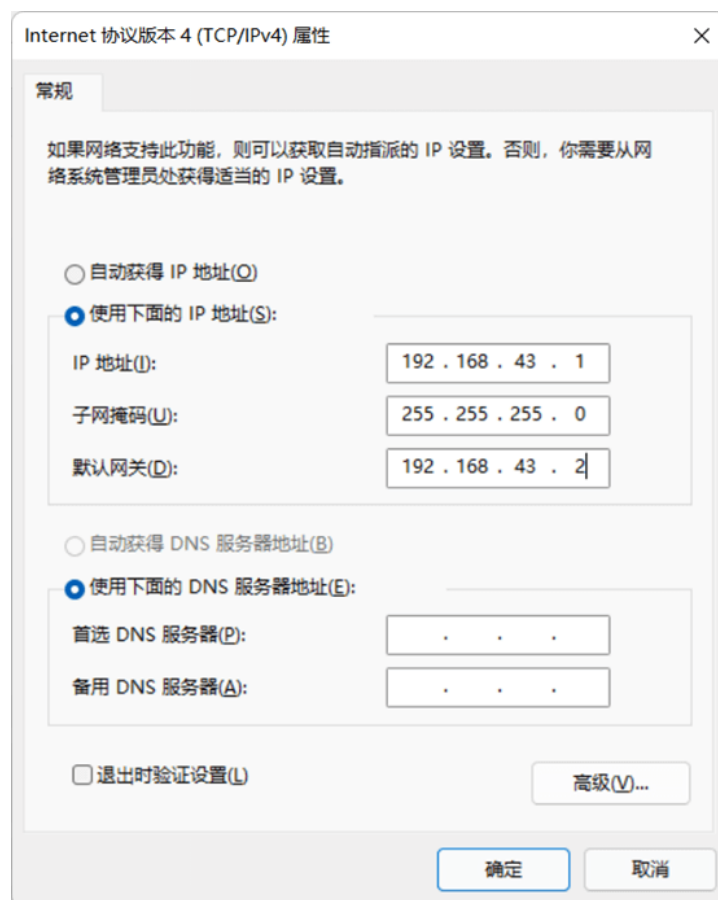 Internet 协议版本 4 (TCP/IPv4) 属性
常规
如果网络支持此功能，则可以获取自动指派的 IP 设置。否则，你需要从网
络系统管理员处获得适当的 IP 设置。
自动获得 IP 地址(O)
使用下面的 IP 地址(S):
IP 地址(I): 192 . 168 . 43 . 1
子网掩码(U): 255 . 255 . 255 . 0
默认网关(D): 192 . 168 . 43 . 2
自动获得 DNS 服务器地址(B)
使用下面的 DNS 服务器地址(E):
首选 DNS 服务器(P): . . .
备用 DNS 服务器(A): . . .
退出时验证设置(L)
高级(V)...
确定 取消